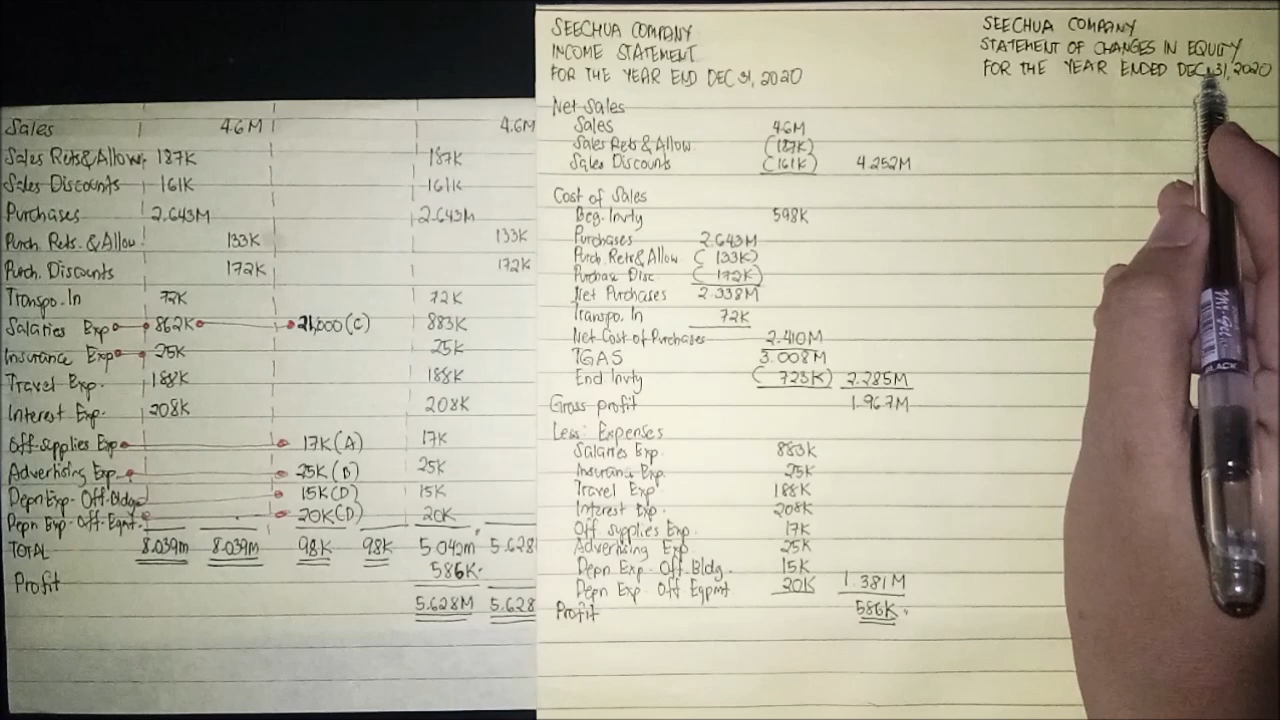 Sales 4.6M 4.6M
Sales Rets&Allow. 187K 187K
Sales Discounts 161K 161K
Purchases 2.643M 2.643M
Purch Rets. & Allow. 133K 133K
Purch. Discounts 172K 172K
Transpo. In 72K 72K
Salaries Exp 862K 21,000(C) 883K
Insurance Exp 25K 25K
Travel Exp. 188K 188K
Interest Exp. 208K 208K
Off supplies Exp 17K(A) 17K
Advertising Exp. 25K(B) 25K
Depn Exp-Off-Bldg 15K(D) 15K
Depn Exp-Off-Eqmt. 20K(D) 20K
TOTAL 8.039m 8.039m 98K 98K 5.042m 5.628
Profit 586K.
5.628M 5.628
SEECHUA COMPANY
INCOME STATEMENT
FOR THE YEAR END DEC 31, 2020
Net Sales
Sales 4.6M
Sales Rets & Allow. (187K)
Sales Discounts (161K) 4.252M
Cost of Sales
Beg. Invty 598K
Purchases 2.643M
Purch. Rets & Allow (133K)
Purchase Disc (172K)
Net Purchases 2.338M
Transpo. In 72K
Net Cost of Purchases 2.410M
TGAS 3.008M
End Invty (723K) 2.285M
Gross profit 1.967M
Less: Expenses
Salaries Exp. 883K
Insurance Exp. 25K
Travel Exp 188K
Interest Exp. 208K
Off supplies Exp. 17K
Advertising Exp. 25K
Depn Exp. Off. Bldg. 15K
Depn Exp. Off Eqpmt 20K 1.381M
Profit 586K.
SEECHUA COMPANY
STATEMENT OF CHANGES IN EQUITY
FOR THE YEAR ENDED DEC 31, 2020
My-Gel
BLACK